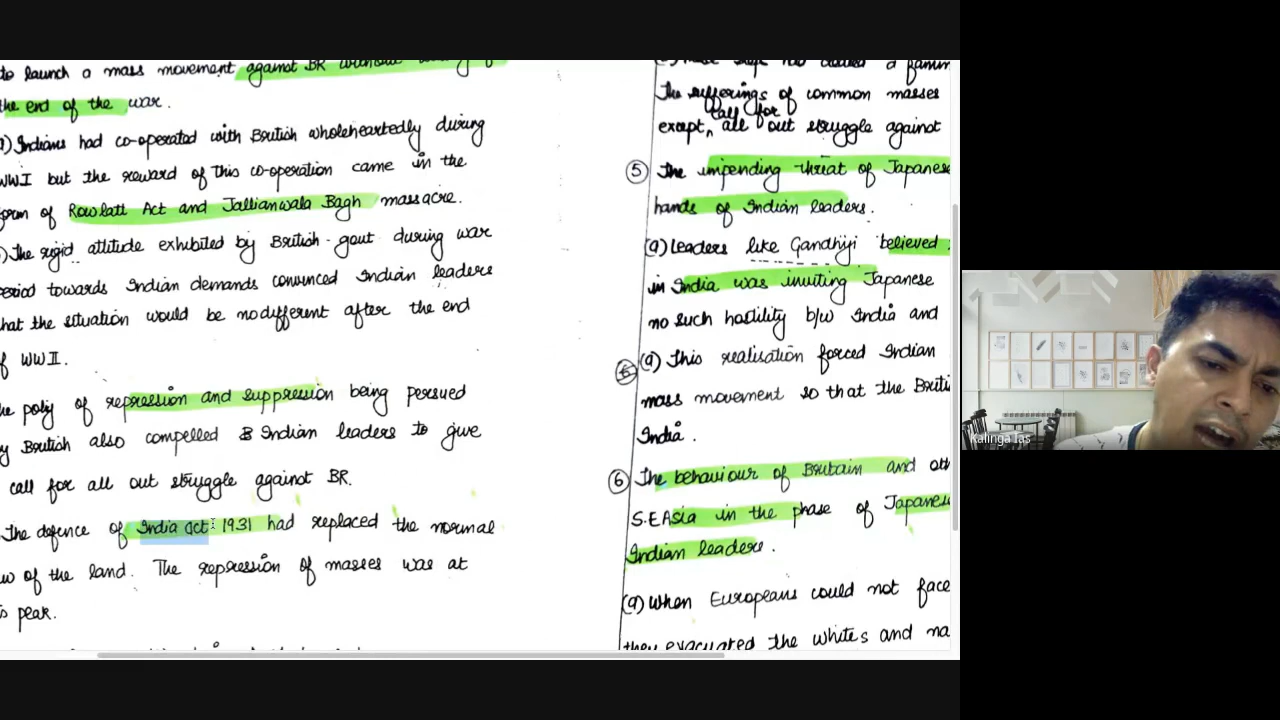 to launch a mass movement against BR without
the end of the war.
a) Indians had co-operated with British wholeheartedly during
WWI but the reward of this co-operation came in the
form of Rowlatt Act and Jallianwala Bagh massacre.
) The rigid attitude exhibited by British govt during war
period towards Indian demands convinced Indian leaders
that the situation would be no different after the end
of WW II.
he policy of repression and suppression being persued
by British also compelled Indian leaders to give
call for all out struggle against BR.
The defence of India act 1931 had replaced the normal
w of the land. The repression of masses was at
s peak.
The sufferings of common masses
call for
except, all out struggle against
5 The impending threat of Japanese
hands of Indian leaders.
(a) Leaders like Gandhiji believed
in India was inviting Japanese
no such hostility b/w India and
6 (a) This realisation forced Indian
mass movement so that the Briti
India.
6 The behaviour of Britain and oth
S.E Asia in the phase of Japanese
Indian leaders.
(a) When Europeans could not face
they evacuated the whites and na
Kalinga Ias